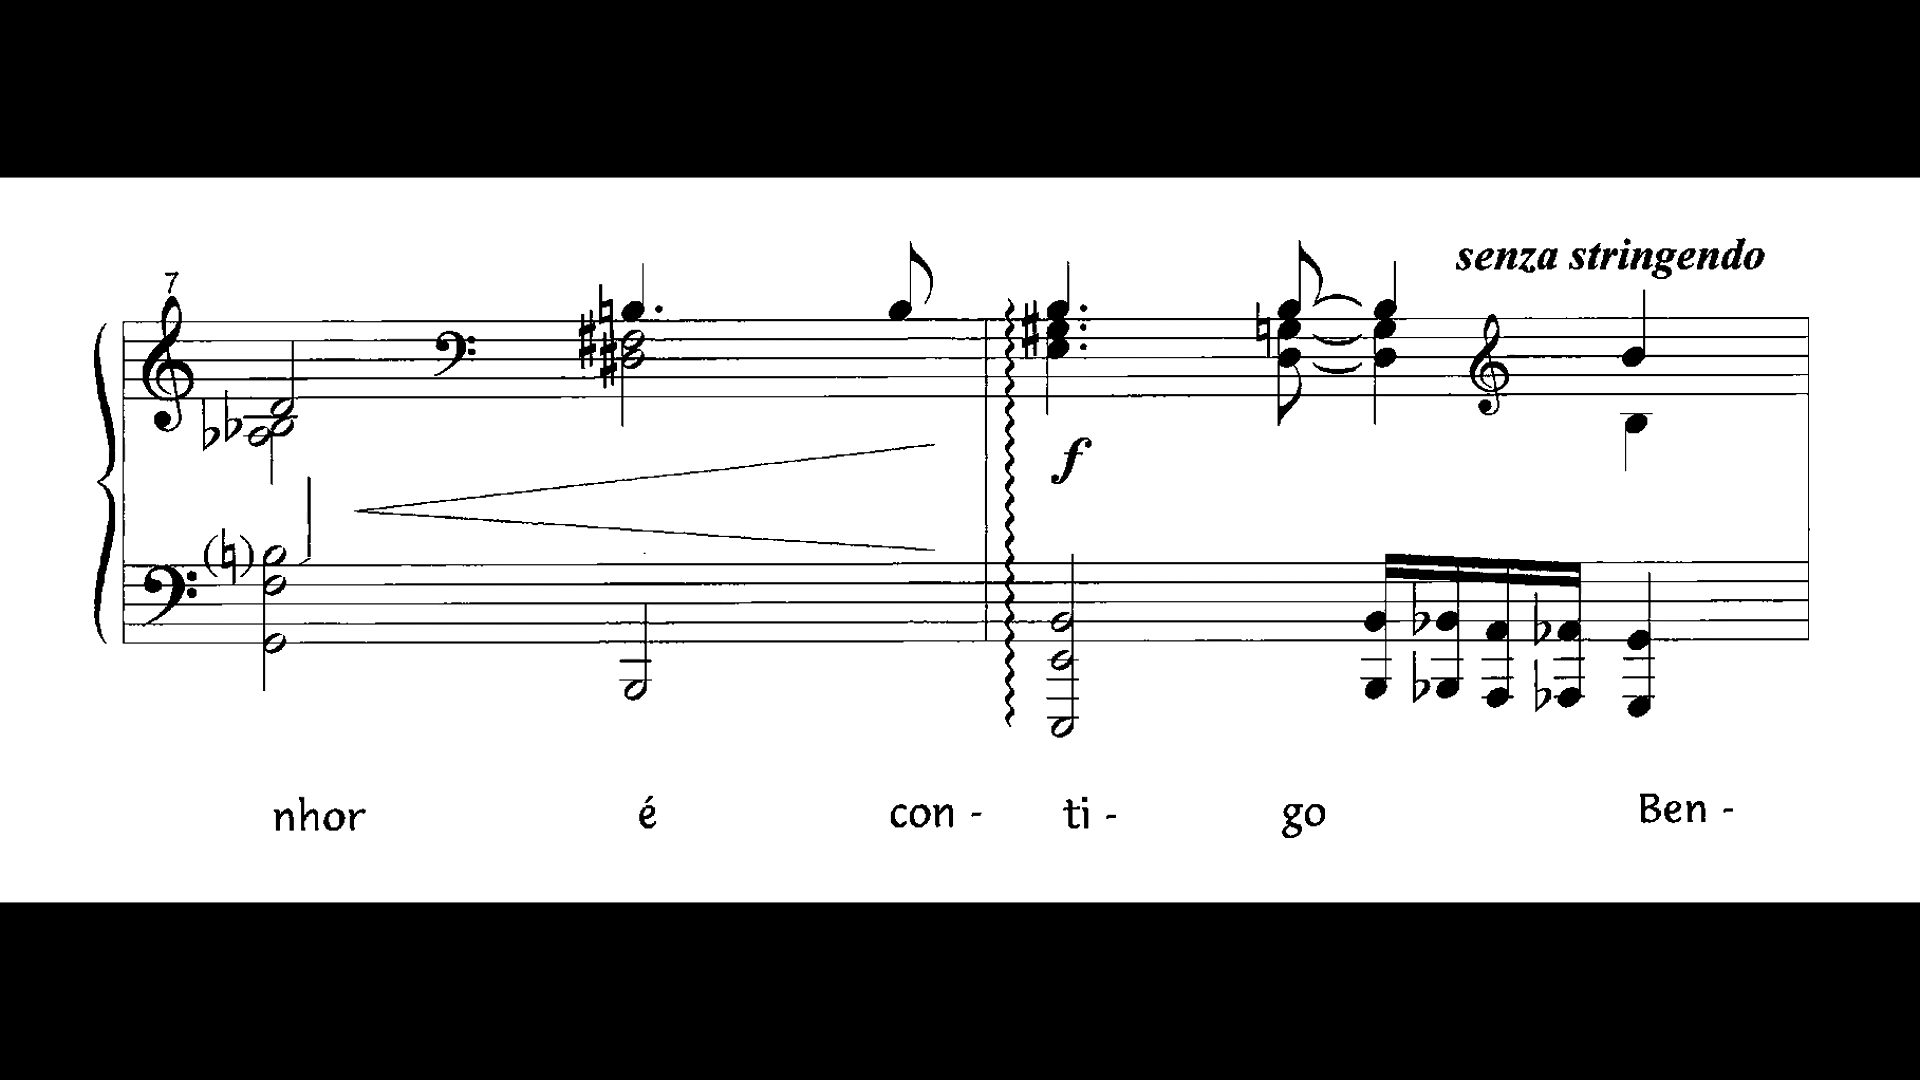 7
senza stringendo
f
nhor é con - ti - go Ben -